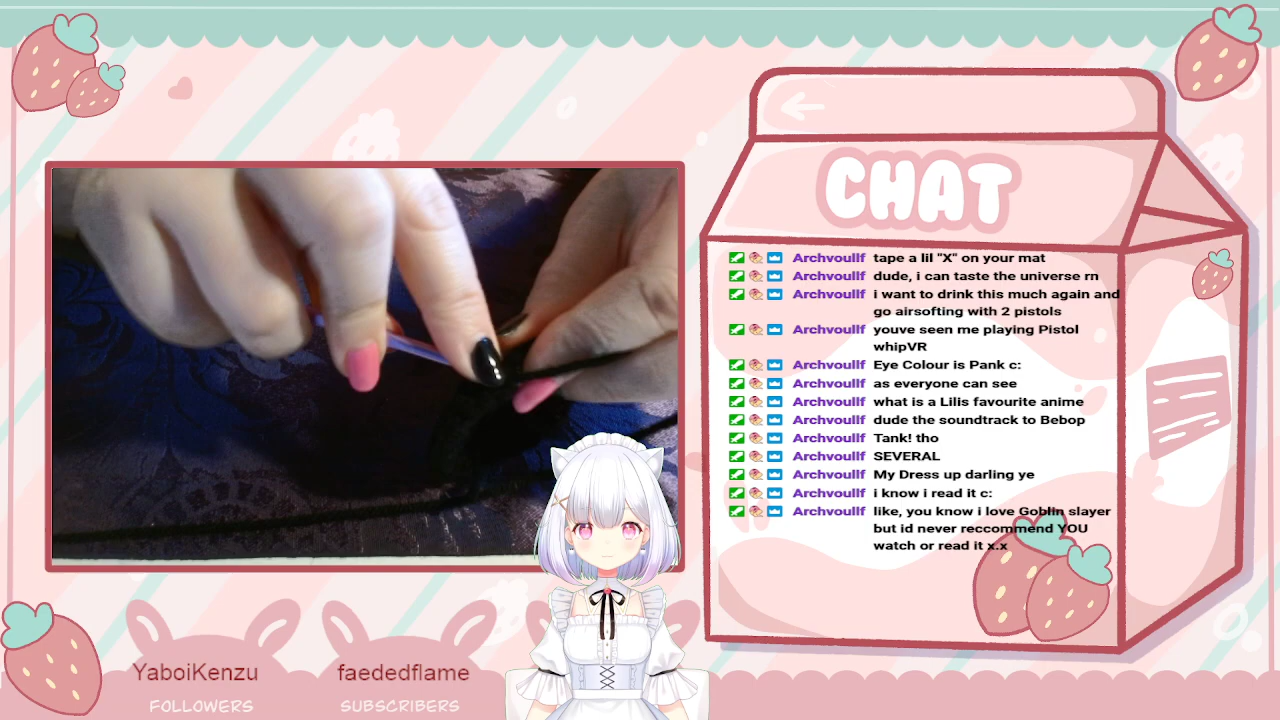 CHAT
Archvoullf tape a lil "X" on your mat
Archvoullf dude, i can taste the universe rn
Archvoullf i want to drink this much again and
go airsofting with 2 pistols
Archvoullf youve seen me playing Pistol
whipVR
Archvoullf Eye Colour is Pank c:
Archvoullf as everyone can see
Archvoullf what is a Lilis favourite anime
Archvoullf dude the soundtrack to Bebop
Archvoullf Tank! tho
Archvoullf SEVERAL
Archvoullf My Dress up darling ye
Archvoullf i know i read it c:
Archvoullf like, you know i love Goblin slayer
but id never reccommend YOU
watch or read it x.x
YaboiKenzu
FOLLOWERS
faededflame
SUBSCRIBERS